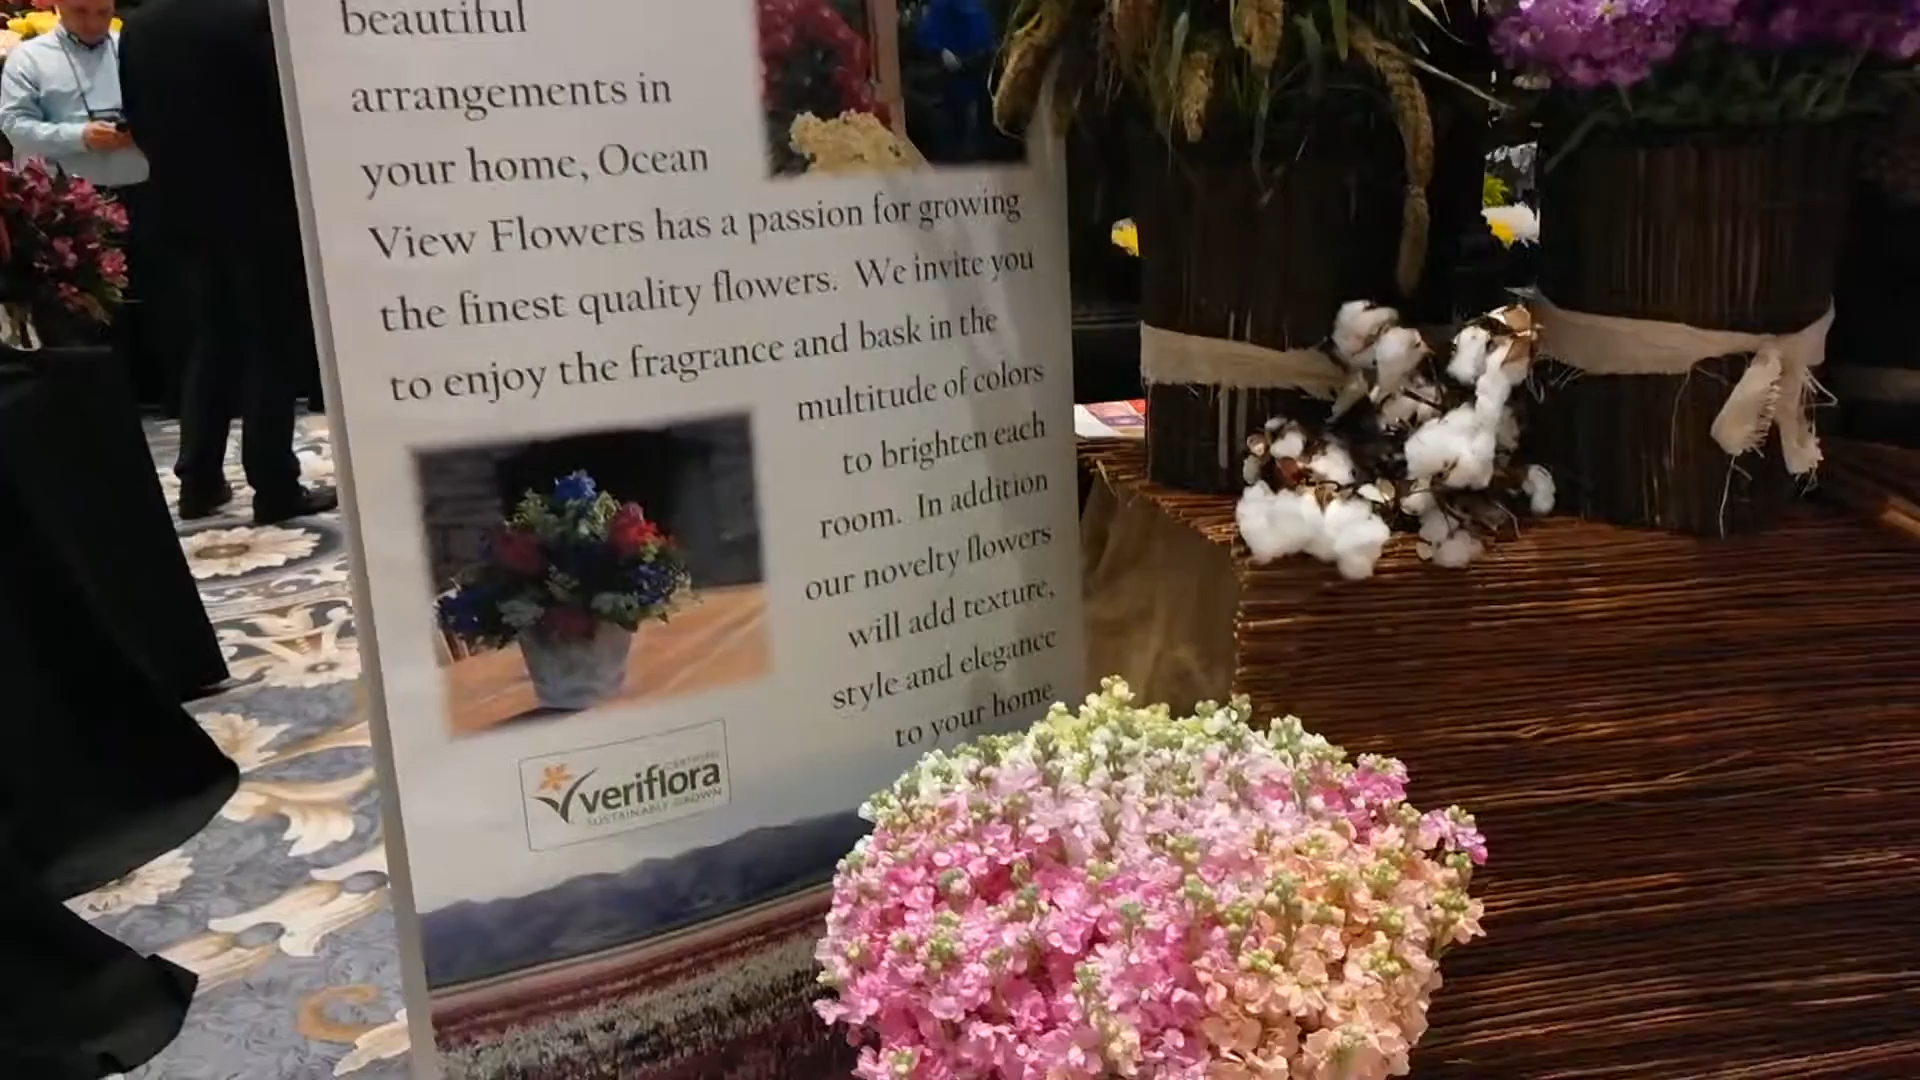 beautiful
arrangements in
your home, Ocean
View Flowers has a passion for growing
the finest quality flowers. We invite you
to enjoy the fragrance and bask in the
multitude of colors
to brighten each
room. In addition
our novelty flowers
will add texture,
style and elegance
to your home
CERTIFIED
veriflora
SUSTAINABLY GROWN